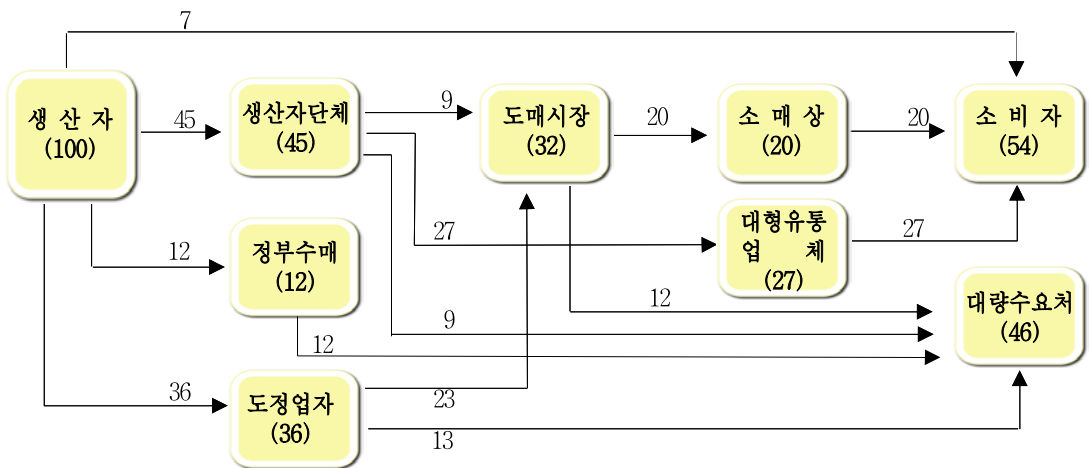 7
생 산 자
(100)
45
생산자단체
(45)
9
도매시장
(32)
20
소 매 상
(20)
20
소 비 자
(54)
12
정부수매
(12)
27
대형유통
업 체
(27)
27
12
9
12
대량수요처
(46)
36
도정업자
(36)
23
13